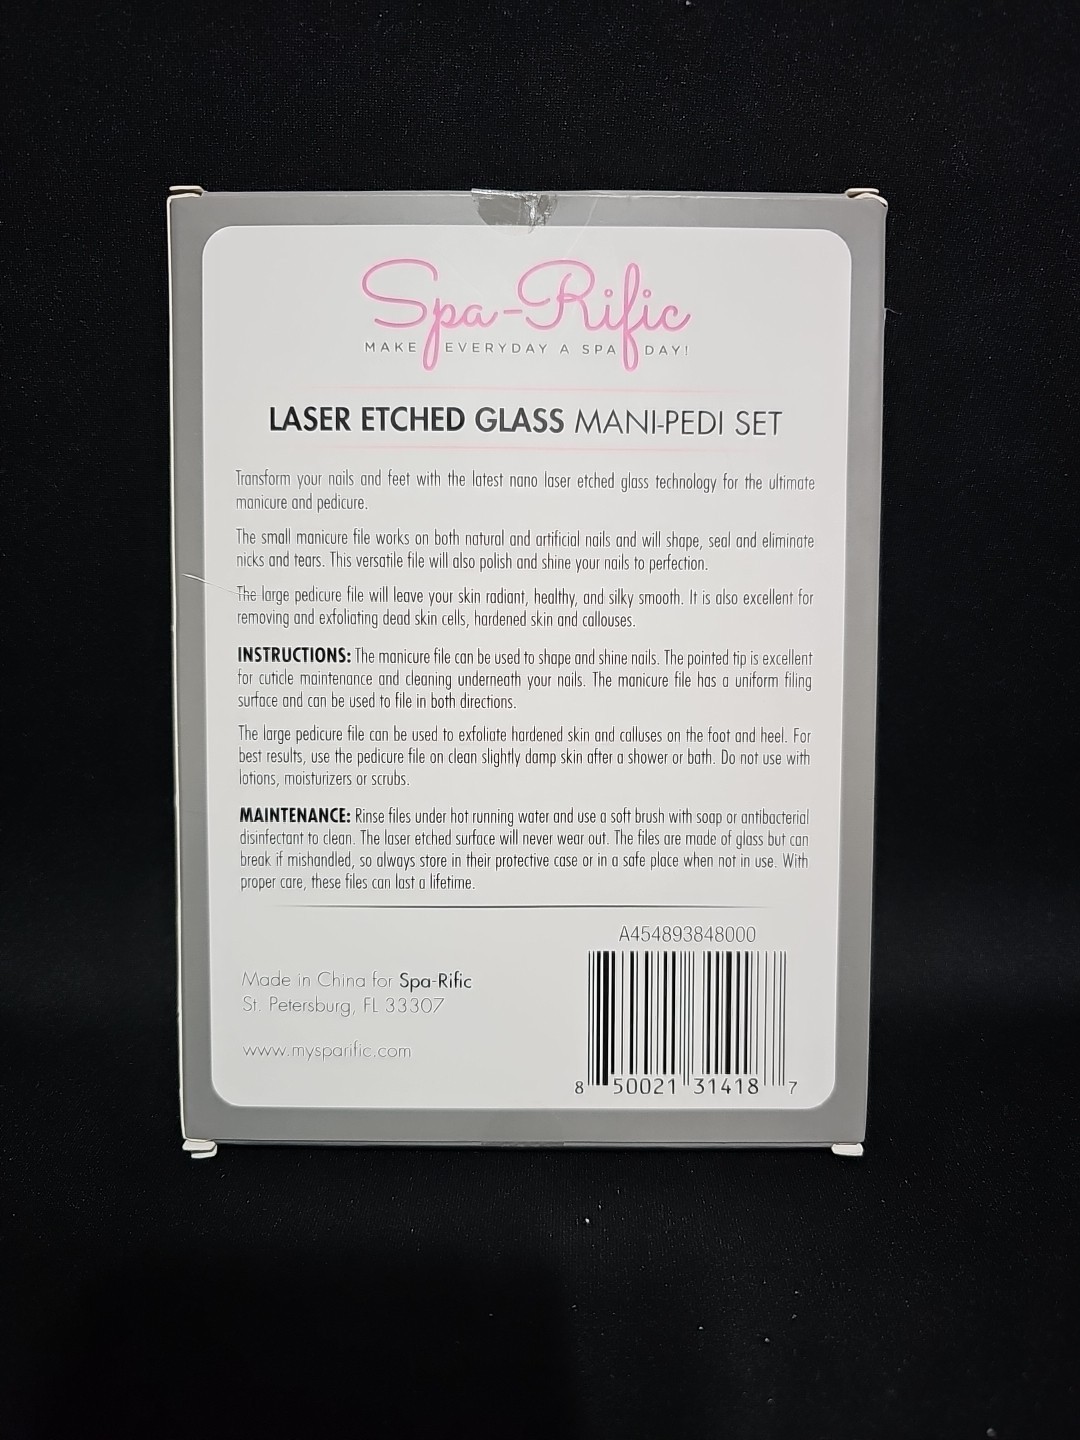 Spa-Rific
MAKE EVERYDAY A SPA DAY!
LASER ETCHED GLASS MANI-PEDI SET
Transform your nails and feet with the latest nano laser etched glass technology for the ultimate
manicure and pedicure.
The small manicure file works on both natural and artificial nails and will shape, seal and eliminate
nicks and tears. This versatile file will also polish and shine your nails to perfection.
The large pedicure file will leave your skin radiant, healthy, and silky smooth. It is also excellent for
removing and exfoliating dead skin cells, hardened skin and callouses.
INSTRUCTIONS: The manicure file can be used to shape and shine nails. The pointed tip is excellent
for cuticle maintenance and cleaning underneath your nails. The manicure file has a uniform filing
surface and can be used to file in both directions.
The large pedicure file can be used to exfoliate hardened skin and calluses on the foot and heel. For
best results, use the pedicure file on clean slightly damp skin after a shower or bath. Do not use with
lotions, moisturizers or scrubs.
MAINTENANCE: Rinse files under hot running water and use a soft brush with soap or antibacterial
disinfectant to clean. The laser etched surface will never wear out. The files are made of glass but can
break if mishandled, so always store in their protective case or in a safe place when not in use. With
proper care, these files can last a lifetime.
A454893848000
Made in China for Spa-Rific
St. Petersburg, FL 33307
www.mysparific.com
8 50021 31418 7